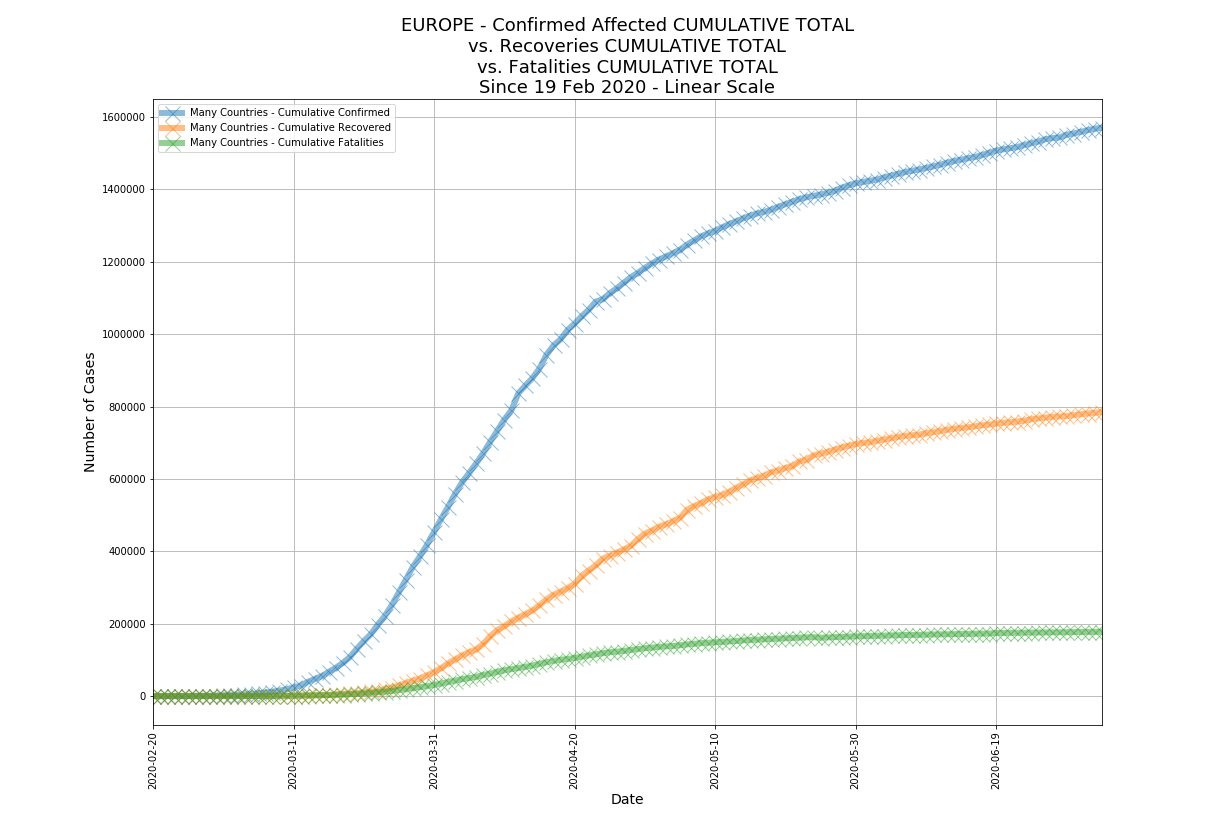 EUROPE - Confirmed Affected CUMULATIVE TOTAL
vs. Recoveries CUMULATIVE TOTAL
vs. Fatalities CUMULATIVE TOTAL
Since 19 Feb 2020 - Linear Scale
Many Countries - Cumulative Confirmed
Many Countries - Cumulative Recovered
Many Countries - Cumulative Fatalities
Number of Cases
1600000
1400000
1200000
1000000
800000
600000
400000
200000
0
2020-02-20
2020-03-11
2020-03-31
2020-04-20
2020-05-10
2020-05-30
2020-06-19
Date